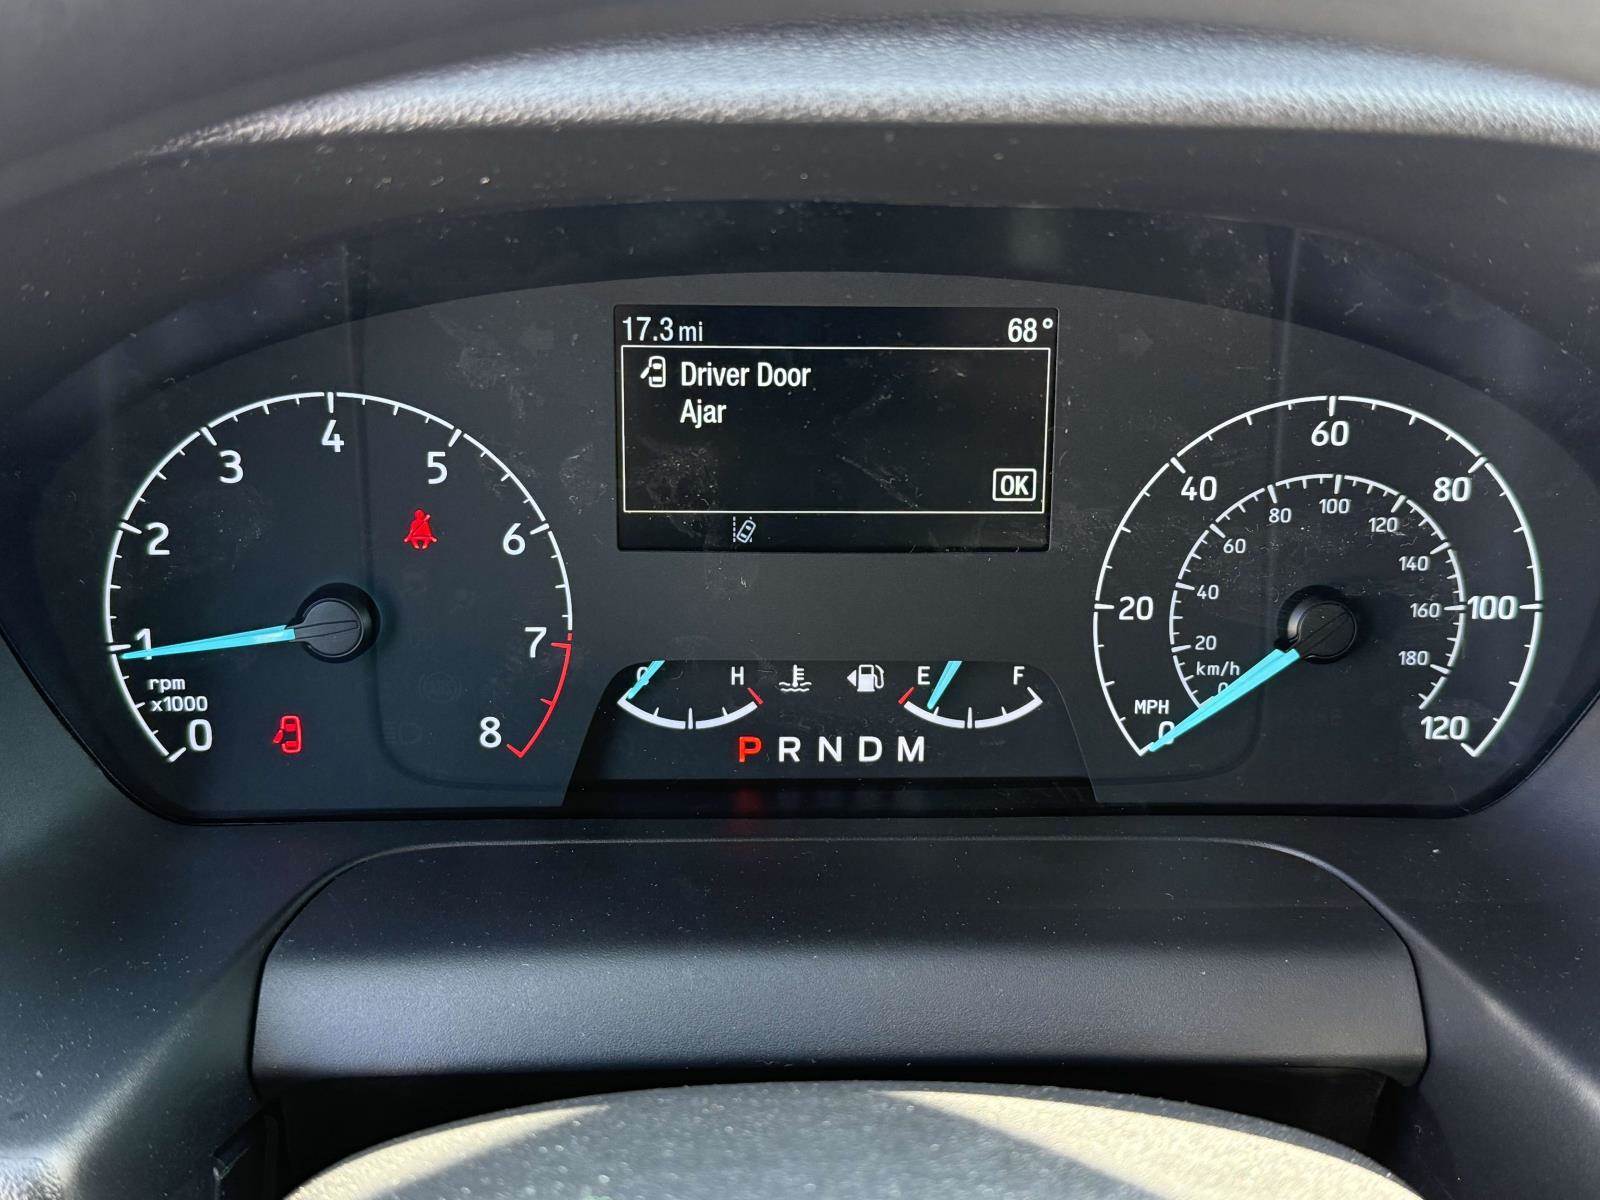 17.3 mi 68°
Driver Door
Ajar
OK
0 1 2 3 4 5 6 7 8
rpm
x1000
H
E F
P R N D M
0 20 40 60 80 100 120
MPH
20 40 60 80 100 120 140 160 180
km/h